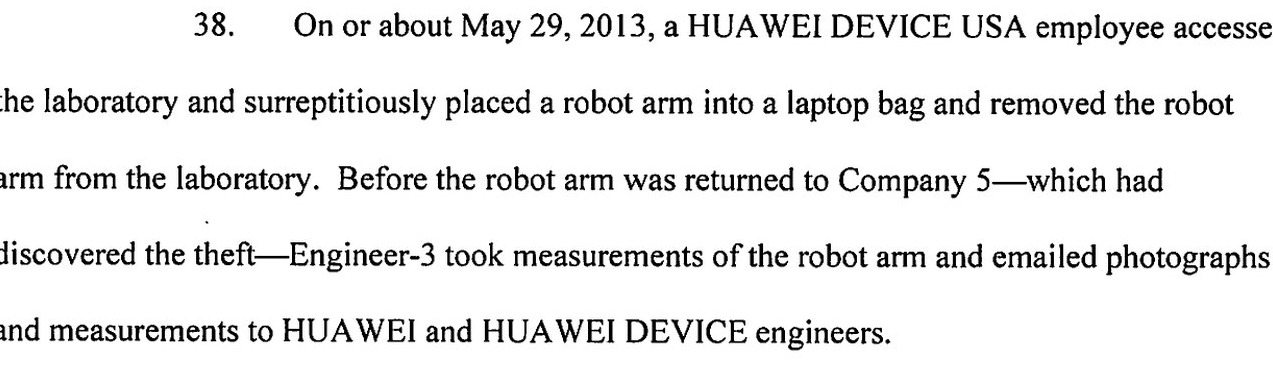 38. On or about May 29, 2013, a HUAWEI DEVICE USA employee accesse
he laboratory and surreptitiously placed a robot arm into a laptop bag and removed the robot
arm from the laboratory. Before the robot arm was returned to Company 5—which had
discovered the theft—Engineer-3 took measurements of the robot arm and emailed photographs
and measurements to HUAWEI and HUAWEI DEVICE engineers.